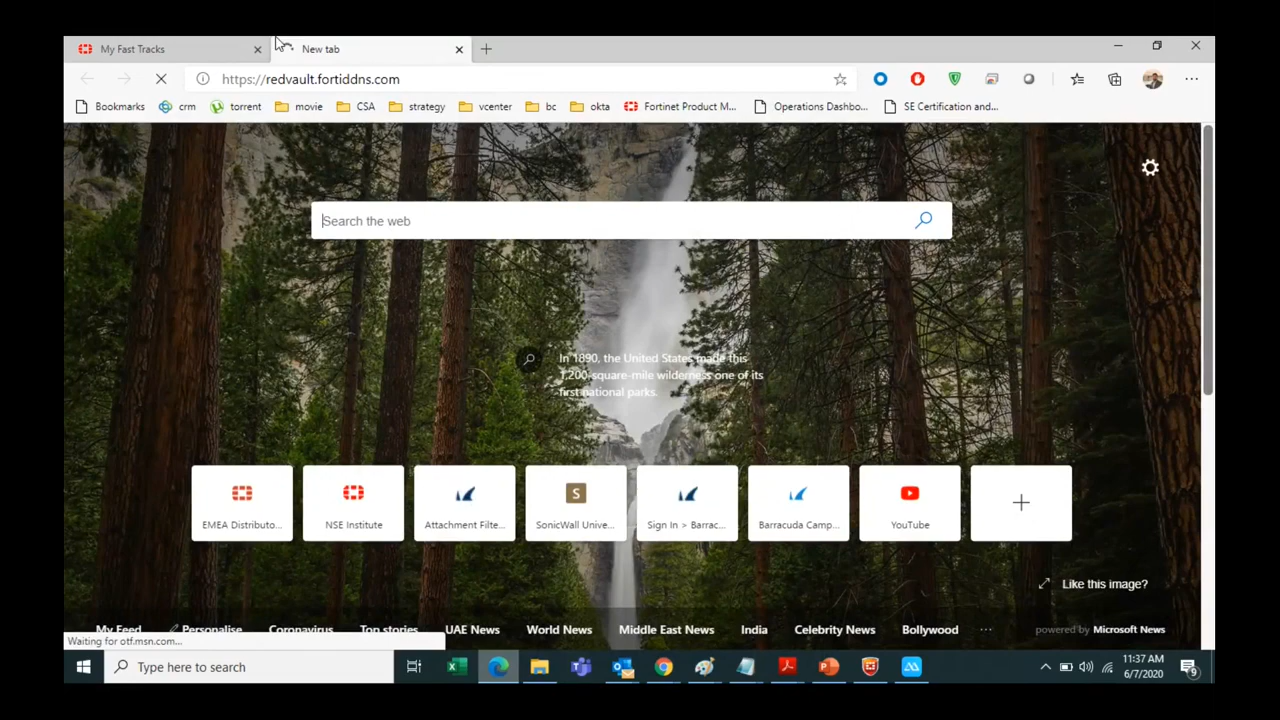 My Fast Tracks
New tab
https://redvault.fortiddns.com
Bookmarks
crm
torrent
movie
CSA
strategy
vcenter
bc
okta
Fortinet Product M...
Operations Dashbo...
SE Certification and...
Search the web
In 1890, the United States made this
1,200-square-mile wilderness one of its
first national parks.
EMEA Distributo...
NSE Institute
Attachment Filte...
S
SonicWall Unive...
Sign In > Barrac...
Barracuda Camp...
YouTube
Like this image?
My Feed
Personalise
Coronavirus
Top stories
UAE News
World News
Middle East News
India
Celebrity News
Bollywood
...
powered by Microsoft News
Waiting for otf.msn.com...
Type here to search
11:37 AM
6/7/2020
9